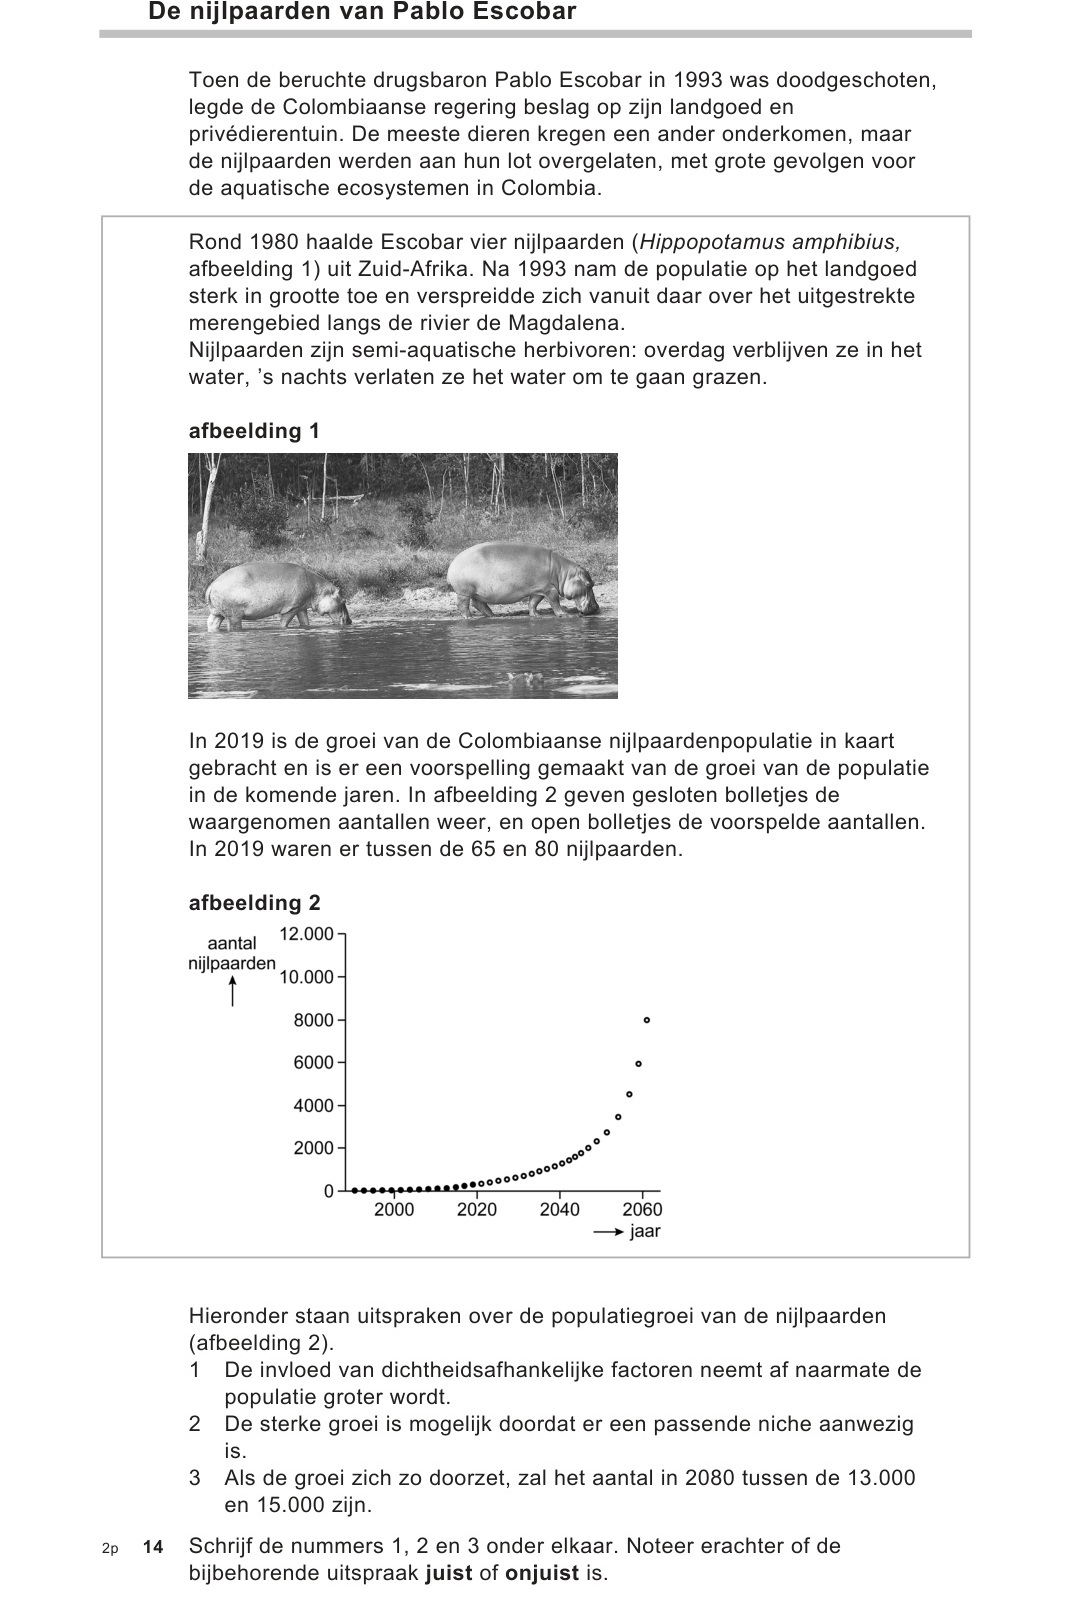 De nijlpaarden van Pablo Escobar
Toen de beruchte drugsbaron Pablo Escobar in 1993 was doodgeschoten,
legde de Colombiaanse regering beslag op zijn landgoed en
privédierentuin. De meeste dieren kregen een ander onderkomen, maar
de nijlpaarden werden aan hun lot overgelaten, met grote gevolgen voor
de aquatische ecosystemen in Colombia.
Rond 1980 haalde Escobar vier nijlpaarden (Hippopotamus amphibius,
afbeelding 1) uit Zuid-Afrika. Na 1993 nam de populatie op het landgoed
sterk in grootte toe en verspreidde zich vanuit daar over het uitgestrekte
merengebied langs de rivier de Magdalena.
Nijlpaarden zijn semi-aquatische herbivoren: overdag verblijven ze in het
water, ’s nachts verlaten ze het water om te gaan grazen.
afbeelding 1
In 2019 is de groei van de Colombiaanse nijlpaardenpopulatie in kaart
gebracht en is er een voorspelling gemaakt van de groei van de populatie
in de komende jaren. In afbeelding 2 geven gesloten bolletjes de
waargenomen aantallen weer, en open bolletjes de voorspelde aantallen.
In 2019 waren er tussen de 65 en 80 nijlpaarden.
afbeelding 2
aantal
nijlpaarden
12.000
10.000
8000
6000
4000
2000
0
2000 2020 2040 2060
jaar
Hieronder staan uitspraken over de populatiegroei van de nijlpaarden
(afbeelding 2).
1 De invloed van dichtheidsafhankelijke factoren neemt af naarmate de
populatie groter wordt.
2 De sterke groei is mogelijk doordat er een passende niche aanwezig
is.
3 Als de groei zich zo doorzet, zal het aantal in 2080 tussen de 13.000
en 15.000 zijn.
2p 14 Schrijf de nummers 1, 2 en 3 onder elkaar. Noteer erachter of de
bijbehorende uitspraak juist of onjuist is.